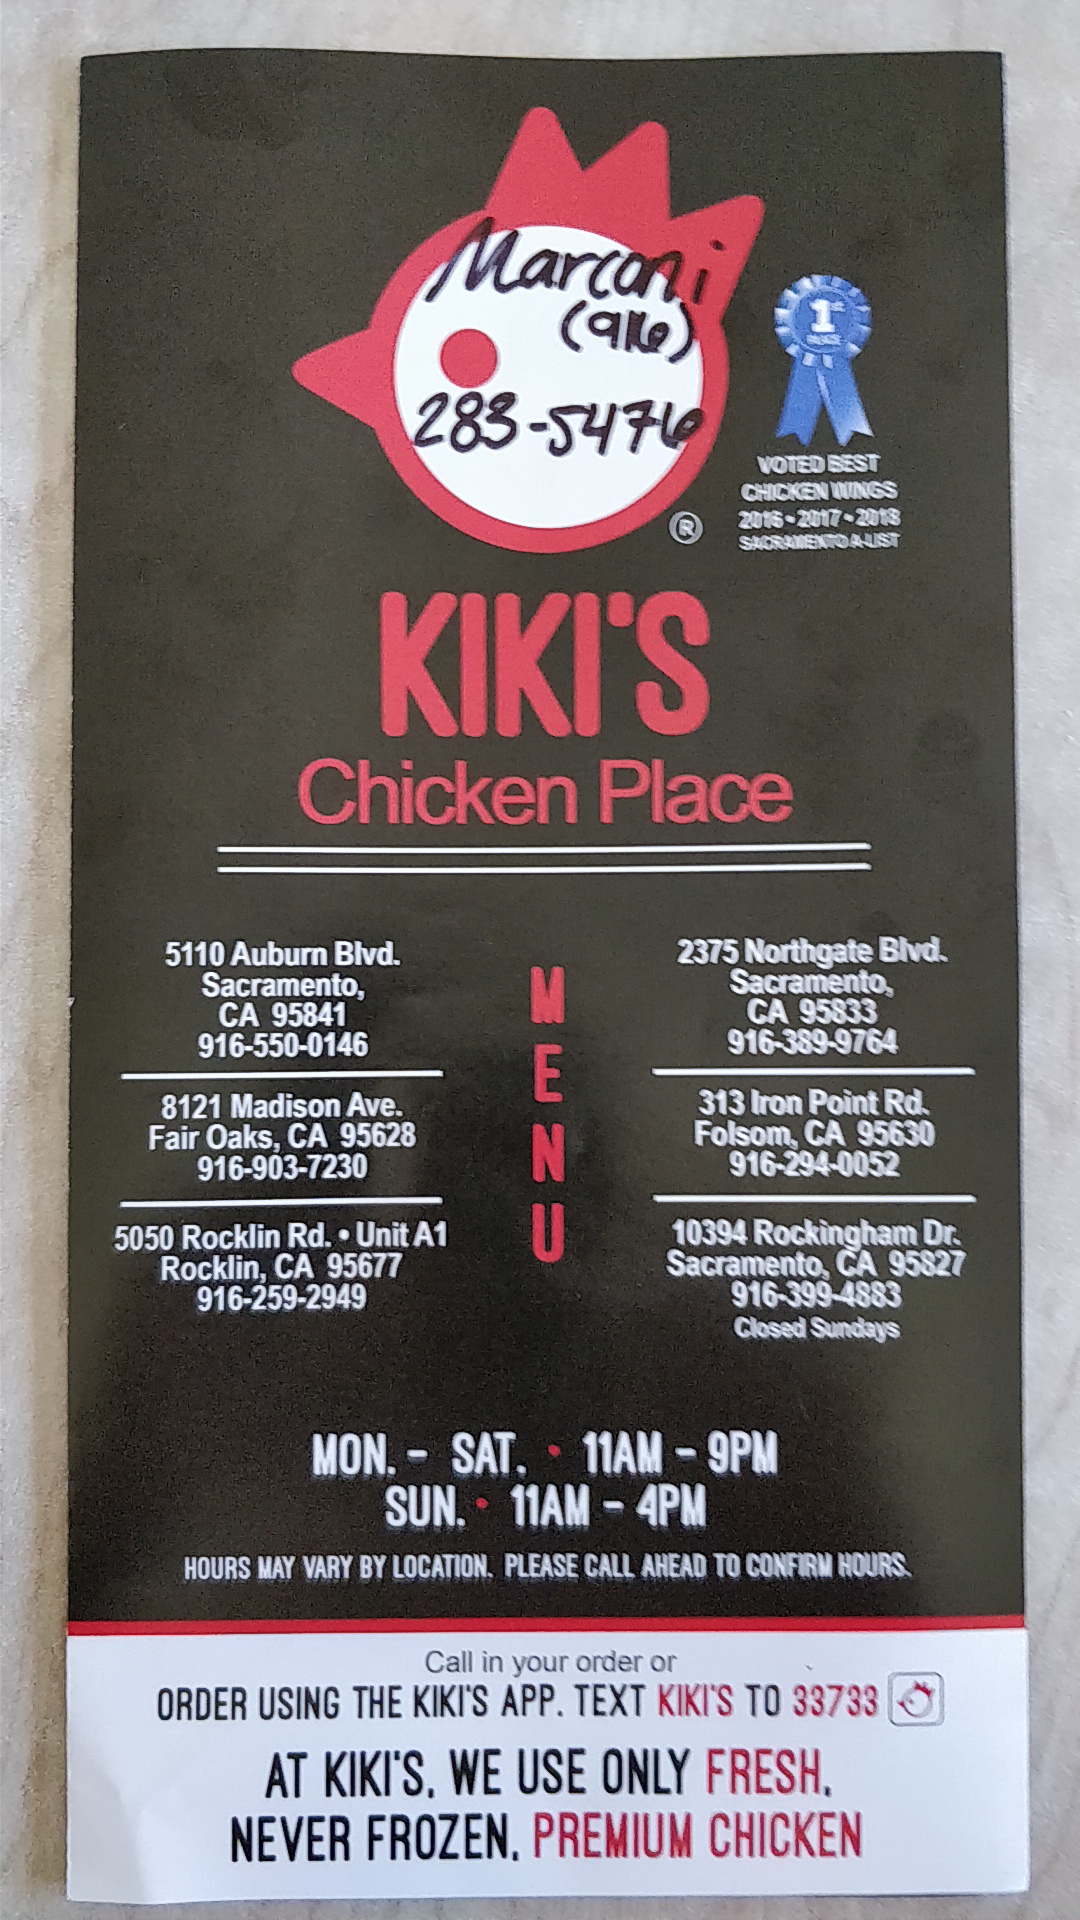 Marconi
(916)
283-5476
1ST
PLACE
VOTED BEST
CHICKEN WINGS
2016 • 2017 • 2018
SACRAMENTO A-LIST
®
KIKI'S
Chicken Place
MENU
5110 Auburn Blvd.
Sacramento,
CA 95841
916-550-0146
8121 Madison Ave.
Fair Oaks, CA 95628
916-903-7230
5050 Rocklin Rd. • Unit A1
Rocklin, CA 95677
916-259-2949
2375 Northgate Blvd.
Sacramento,
CA 95833
916-389-9764
313 Iron Point Rd.
Folsom, CA 95630
916-294-0052
10394 Rockingham Dr.
Sacramento, CA 95827
916-399-4883
Closed Sundays
MON. - SAT. • 11AM - 9PM
SUN. • 11AM - 4PM
HOURS MAY VARY BY LOCATION. PLEASE CALL AHEAD TO CONFIRM HOURS.
Call in your order or
ORDER USING THE KIKI'S APP. TEXT KIKI'S TO 33733
AT KIKI'S, WE USE ONLY FRESH,
NEVER FROZEN, PREMIUM CHICKEN